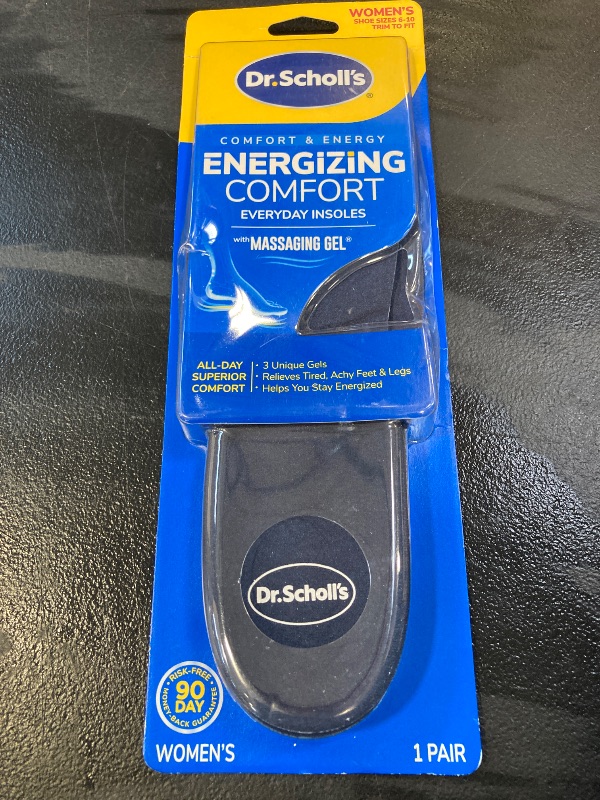 WOMEN'S
SHOE SIZES 6-10
TRIM TO FIT
Dr.Scholl's®
COMFORT & ENERGY
ENERGIZING
COMFORT
EVERYDAY INSOLES
with MASSAGING GEL®
ALL-DAY
SUPERIOR
COMFORT
· 3 Unique Gels
· Relieves Tired, Achy Feet & Legs
· Helps You Stay Energized
Dr.Scholl's
RISK-FREE
90
DAY
MONEY-BACK GUARANTEE
WOMEN'S
1 PAIR